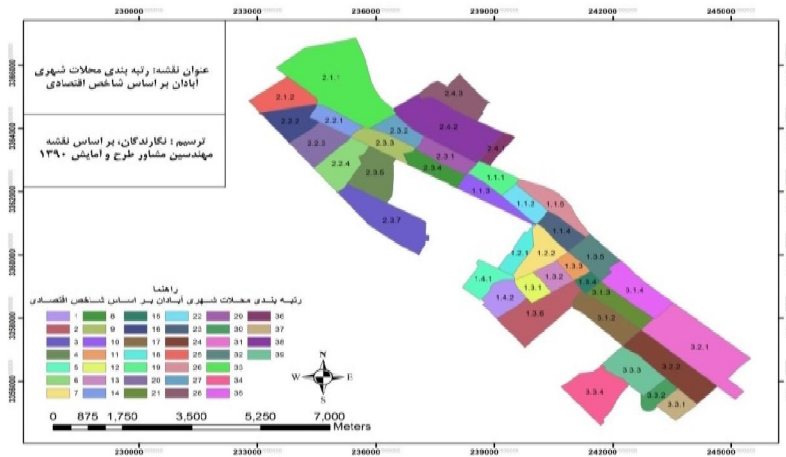 230000 233000 236000 239000 242000 245000
عنوان نقشه: رتبه بندی محلات شهری
آبادان بر اساس شاخص اقتصادی
ترسیم : نگارندگان، بر اساس نقشه
مهندسین مشاور طرح و آمایش ۱۳۹۰
2.1.1
2.1.2
2.4.3
2.2.2
2.2.1
2.4.2
2.3.2
2.2.3
2.3.3
2.3.1
2.2.4
2.3.5
2.3.4
1.1.1
1.1.3
1.1.2
1.1.5
2.3.7
1.1.4
1.2.1
1.2.2
1.3.5
1.3.3
1.4.1
1.3.2
1.3.1
1.3.4
1.4.2
3.1.3
3.1.4
1.3.6
3.1.2
3.2.1
3.2.2
3.3.3
3.3.4
3.3.2
3.3.1
راهنما
رتبه بندی محلات شهری آبادان بر اساس شاخص اقتصادی
1 8 15 22 29 36
2 9 16 23 30 37
3 10 17 24 31 38
4 11 18 25 32 39
5 12 19 26 33
6 13 20 27 34
7 14 21 28 35
N
W E
S
0 875 1,750 3,500 5,250 7,000
Meters
230000 233000 236000 239000 242000 245000